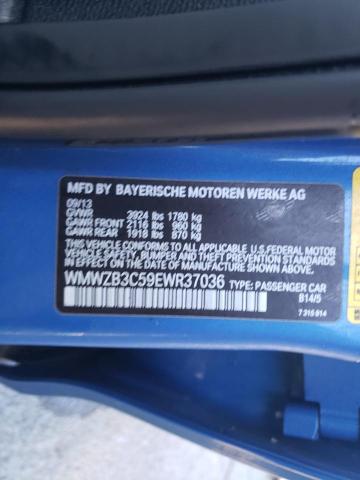 MFD BY BAYERISCHE MOTOREN WERKE AG
09/13
GVWR 3924 lbs 1780 kg
GAWR FRONT 2116 lbs 960 kg
GAWR REAR 1918 lbs 870 kg
THIS VEHICLE CONFORMS TO ALL APPLICABLE U.S.FEDERAL MOTOR
VEHICLE SAFETY, BUMPER, AND THEFT PREVENTION STANDARDS
IN EFFECT ON THE DATE OF MANUFACTURE SHOWN ABOVE.
WMWZB3C59EWR37036 TYPE: PASSENGER CAR
B14/5
7 315 814